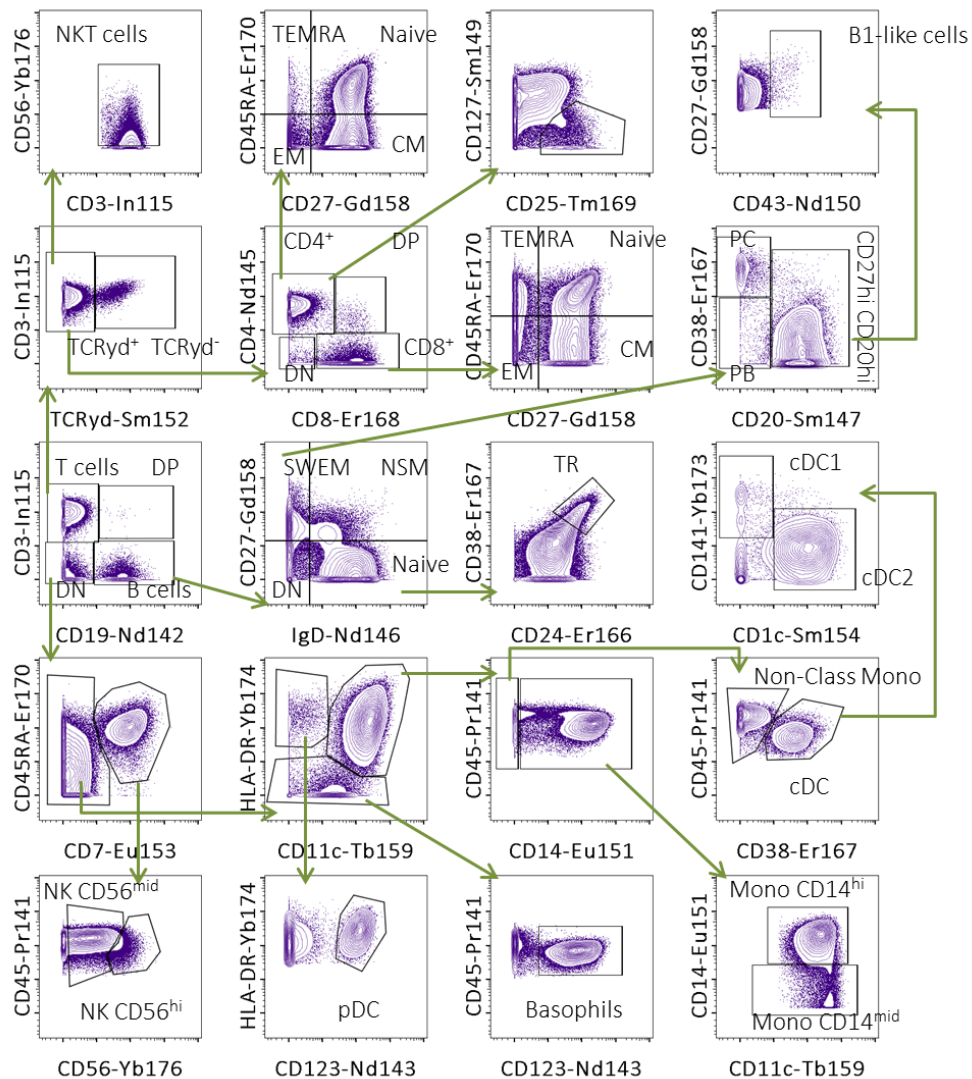 NKT cells
CD56-Yb176
CD3-In115
TEMRA Naive
CD45RA-Er170
EM CM
CD27-Gd158
CD127-Sm149
CD25-Tm169
B1-like cells
CD27-Gd158
CD43-Nd150
CD3-In115
TCRyd⁺ TCRyd⁻
TCRyd-Sm152
CD4⁺ DP
CD4-Nd145
DN CD8⁺
CD8-Er168
TEMRA Naive
CD45RA-Er170
EM CM
CD27-Gd158
PC
CD38-Er167
CD27hi CD20hi
PB
CD20-Sm147
T cells DP
CD3-In115
DN B cells
CD19-Nd142
SWEM NSM
CD27-Gd158
DN Naive
IgD-Nd146
TR
CD38-Er167
CD24-Er166
cDC1
CD141-Yb173
cDC2
CD1c-Sm154
CD45RA-Er170
CD7-Eu153
HLA-DR-Yb174
CD11c-Tb159
CD45-Pr141
CD14-Eu151
Non-Class Mono
CD45-Pr141
cDC
CD38-Er167
NK CD56ᵐⁱᵈ
CD45-Pr141
NK CD56ʰⁱ
CD56-Yb176
HLA-DR-Yb174
pDC
CD123-Nd143
CD45-Pr141
Basophils
CD123-Nd143
Mono CD14ʰⁱ
CD14-Eu151
Mono CD14ᵐⁱᵈ
CD11c-Tb159